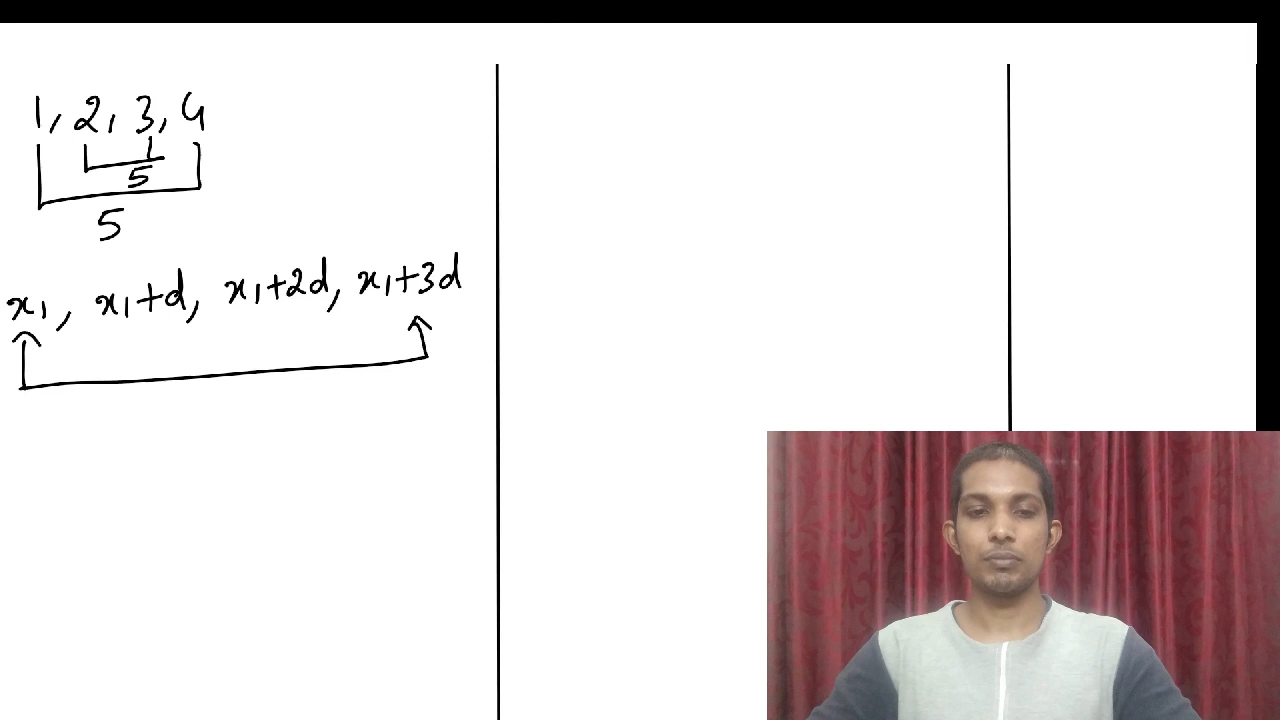 1, 2, 3, 4
5
5
x₁, x₁+d, x₁+2d, x₁+3d